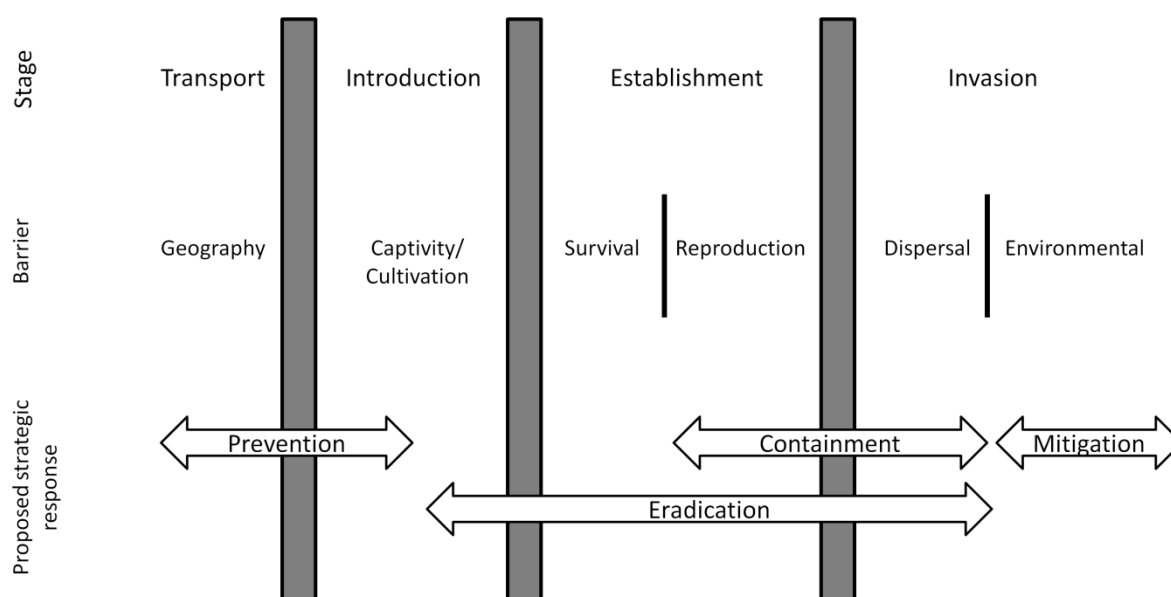 Stage
Transport
Introduction
Establishment
Invasion
Barrier
Geography
Captivity/
Cultivation
Survival
Reproduction
Dispersal
Environmental
Proposed strategic
response
Prevention
Containment
Mitigation
Eradication